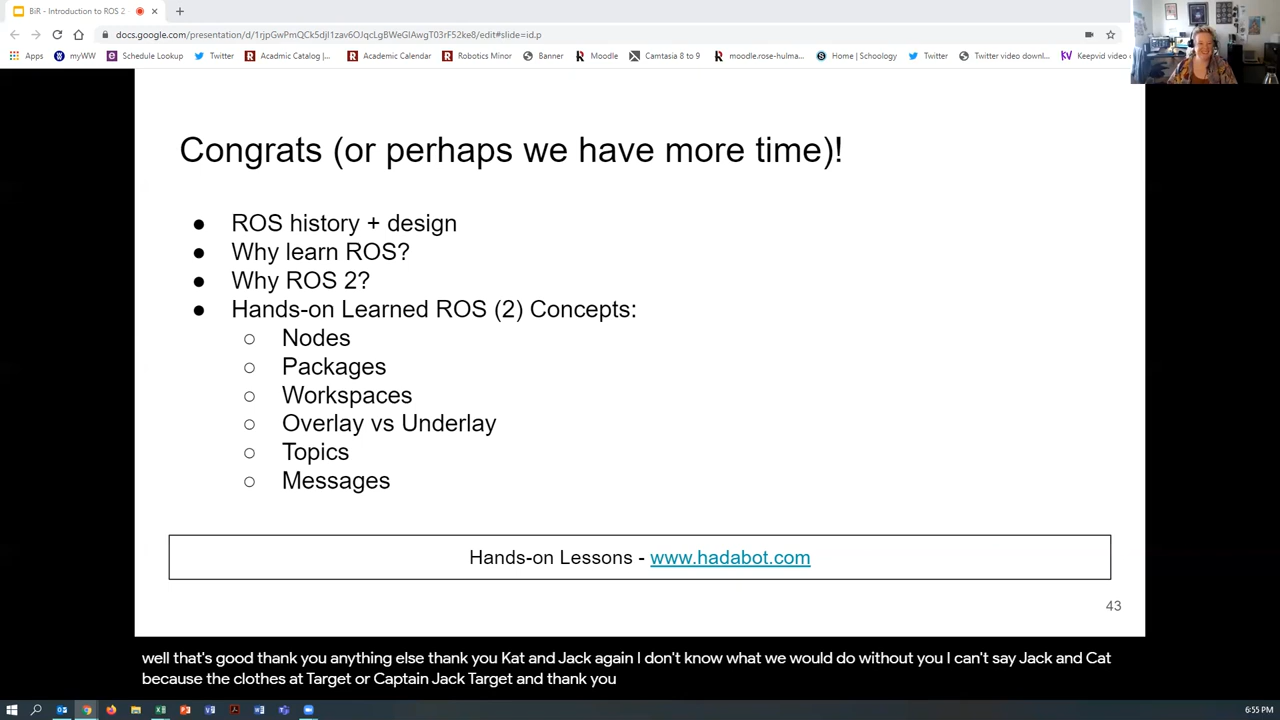 BiR - Introduction to ROS 2
docs.google.com/presentation/d/1rjpGwPmQCk5djl1zav6OJqcLgBWeGlAwgT03rF52ke8/edit#slide=id.p
Apps myWW Schedule Lookup Twitter Acadmic Catalog |... Academic Calendar Robotics Minor Banner Moodle Camtasia 8 to 9 moodle.rose-hulma... Home | Schoology Twitter Twitter video downl... Keepvid video
Congrats (or perhaps we have more time)!
● ROS history + design
● Why learn ROS?
● Why ROS 2?
● Hands-on Learned ROS (2) Concepts:
○ Nodes
○ Packages
○ Workspaces
○ Overlay vs Underlay
○ Topics
○ Messages
Hands-on Lessons - www.hadabot.com
43
well that's good thank you anything else thank you Kat and Jack again I don't know what we would do without you I can't say Jack and Cat
because the clothes at Target or Captain Jack Target and thank you
6:55 PM